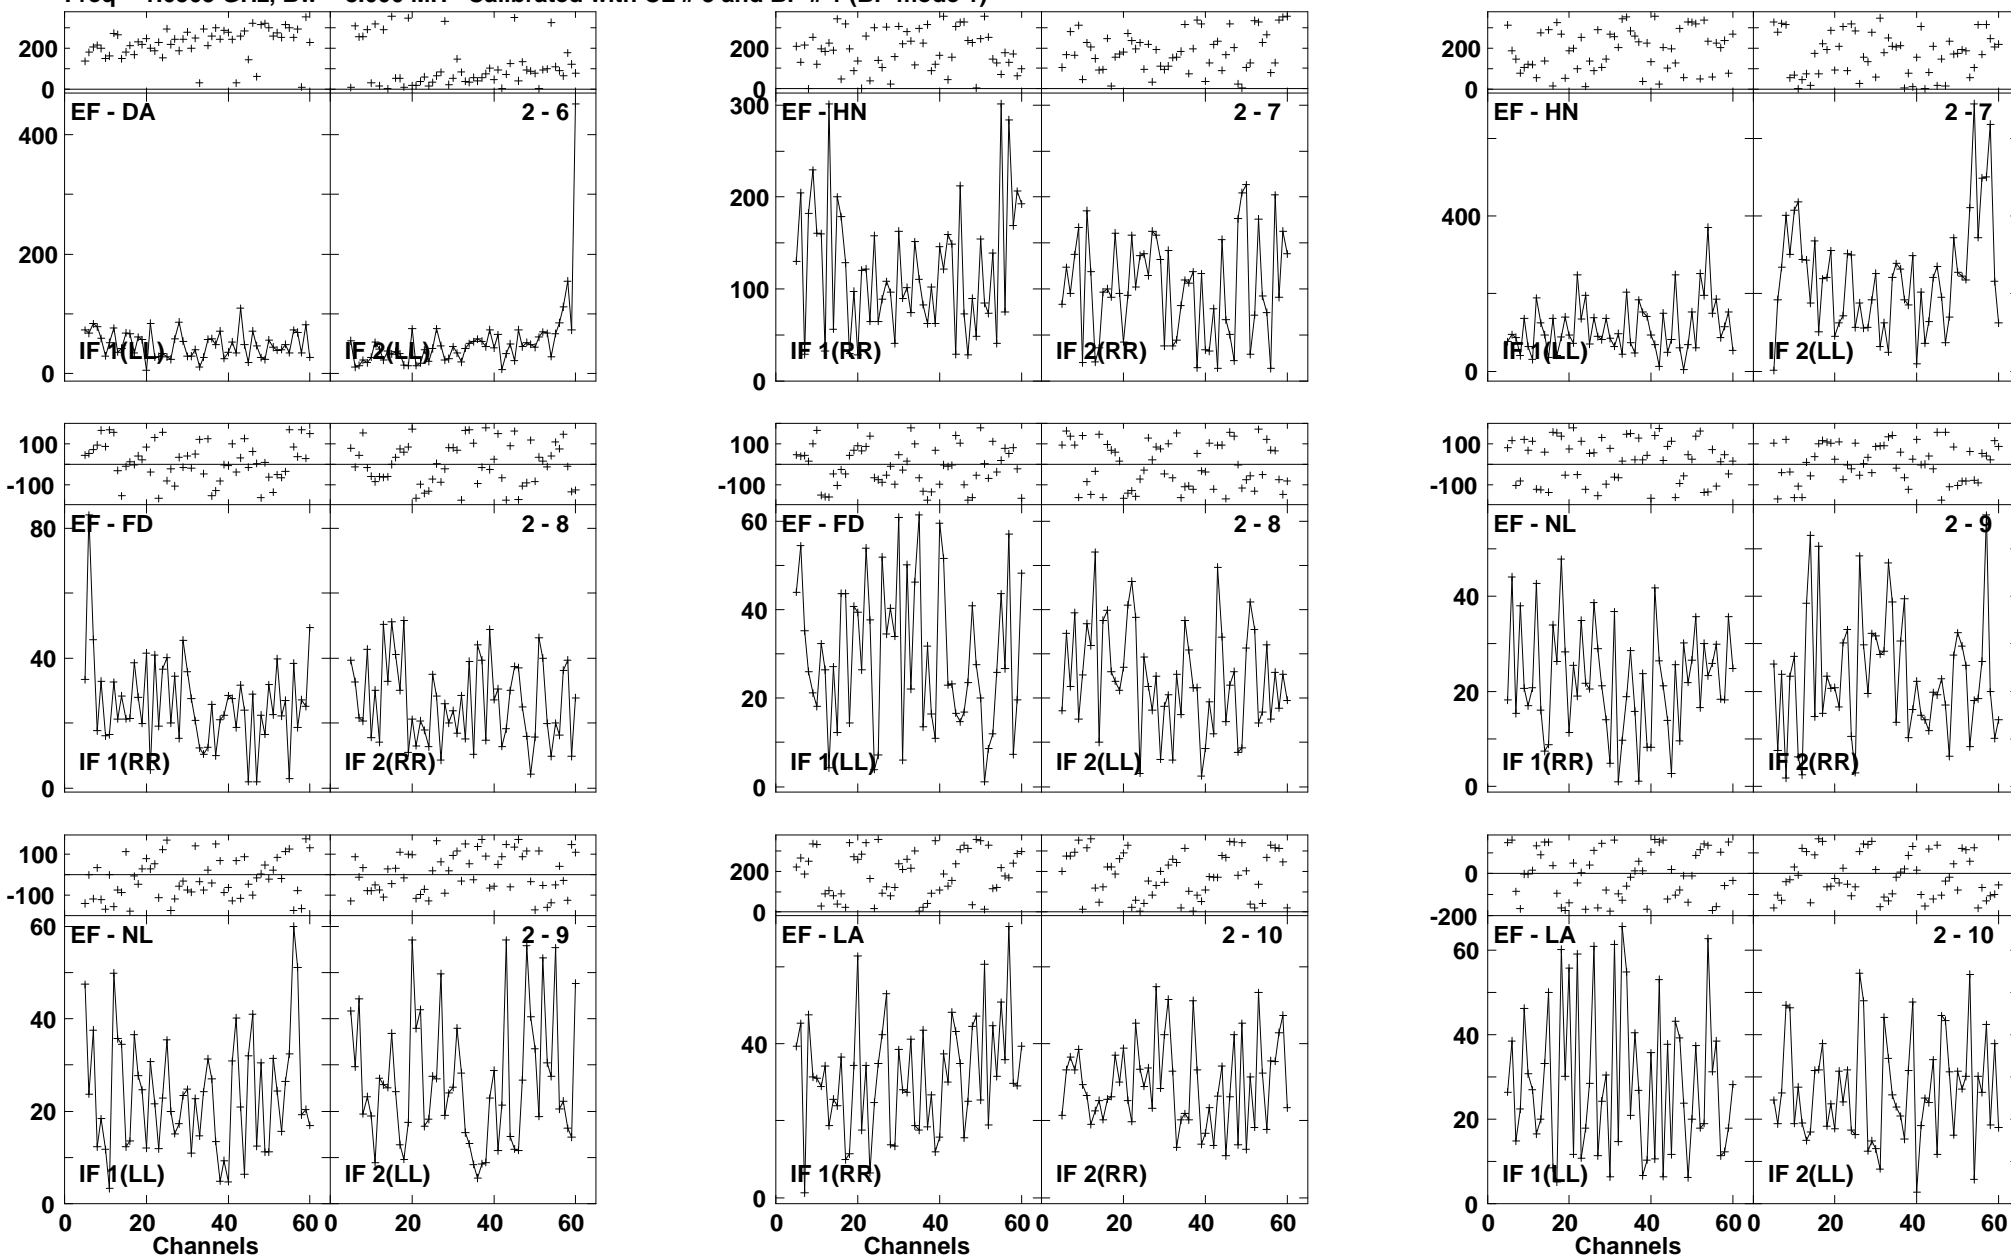 200
0
EF - DA
2 - 6
400
200
0
IF 1(LL)
IF 2(LL)
200
0
EF - HN
2 - 7
300
200
100
0
IF 1(RR)
IF 2(RR)
200
0
EF - HN
2 - 7
400
0
IF 1(LL)
IF 2(LL)
100
-100
EF - FD
2 - 8
80
40
0
IF 1(RR)
IF 2(RR)
100
-100
EF - FD
2 - 8
60
40
20
0
IF 1(LL)
IF 2(LL)
100
-100
EF - NL
2 - 9
40
20
0
IF 1(RR)
IF 2(RR)
100
-100
EF - NL
2 - 9
60
40
20
0
IF 1(LL)
IF 2(LL)
0 20 40 60 0 20 40 60
Channels
200
0
EF - LA
2 - 10
40
0
IF 1(RR)
IF 2(RR)
0 20 40 60 0 20 40 60
Channels
0
-200
EF - LA
2 - 10
60
40
20
0
IF 1(LL)
IF 2(LL)
0 20 40 60 0 20 40 60
Channels